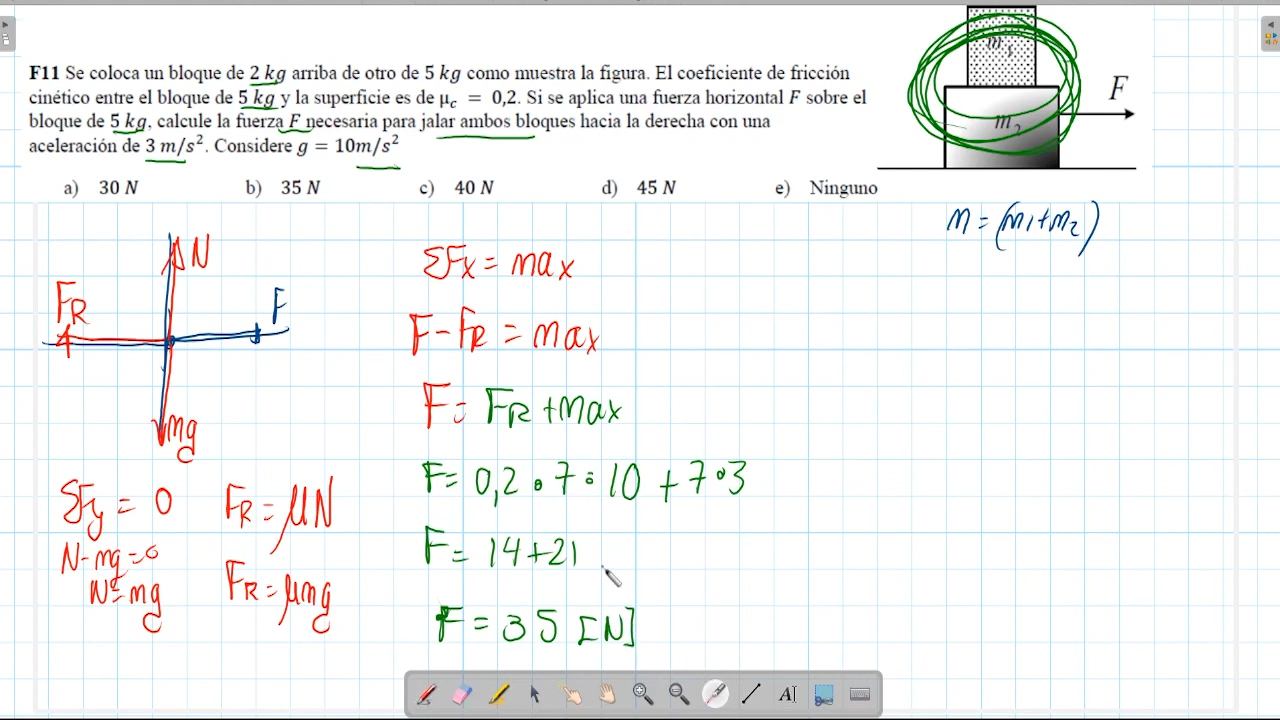 F11 Se coloca un bloque de 2 kg arriba de otro de 5 kg como muestra la figura. El coeficiente de fricción
cinético entre el bloque de 5 kg y la superficie es de μc = 0,2. Si se aplica una fuerza horizontal F sobre el
bloque de 5 kg, calcule la fuerza F necesaria para jalar ambos bloques hacia la derecha con una
aceleración de 3 m/s². Considere g = 10m/s²
a) 30 N b) 35 N c) 40 N d) 45 N e) Ninguno
m₁
m₂
F
m = (m1+m2)
N
FR
F
mg
ΣFy = 0
N-mg=0
N=mg
FR = μN
FR = μmg
ΣFx = max
F-fR = max
F = FR+max
F = 0,2 • 7 • 10 + 7 • 3
F = 14+21
F = 35 [N]
A